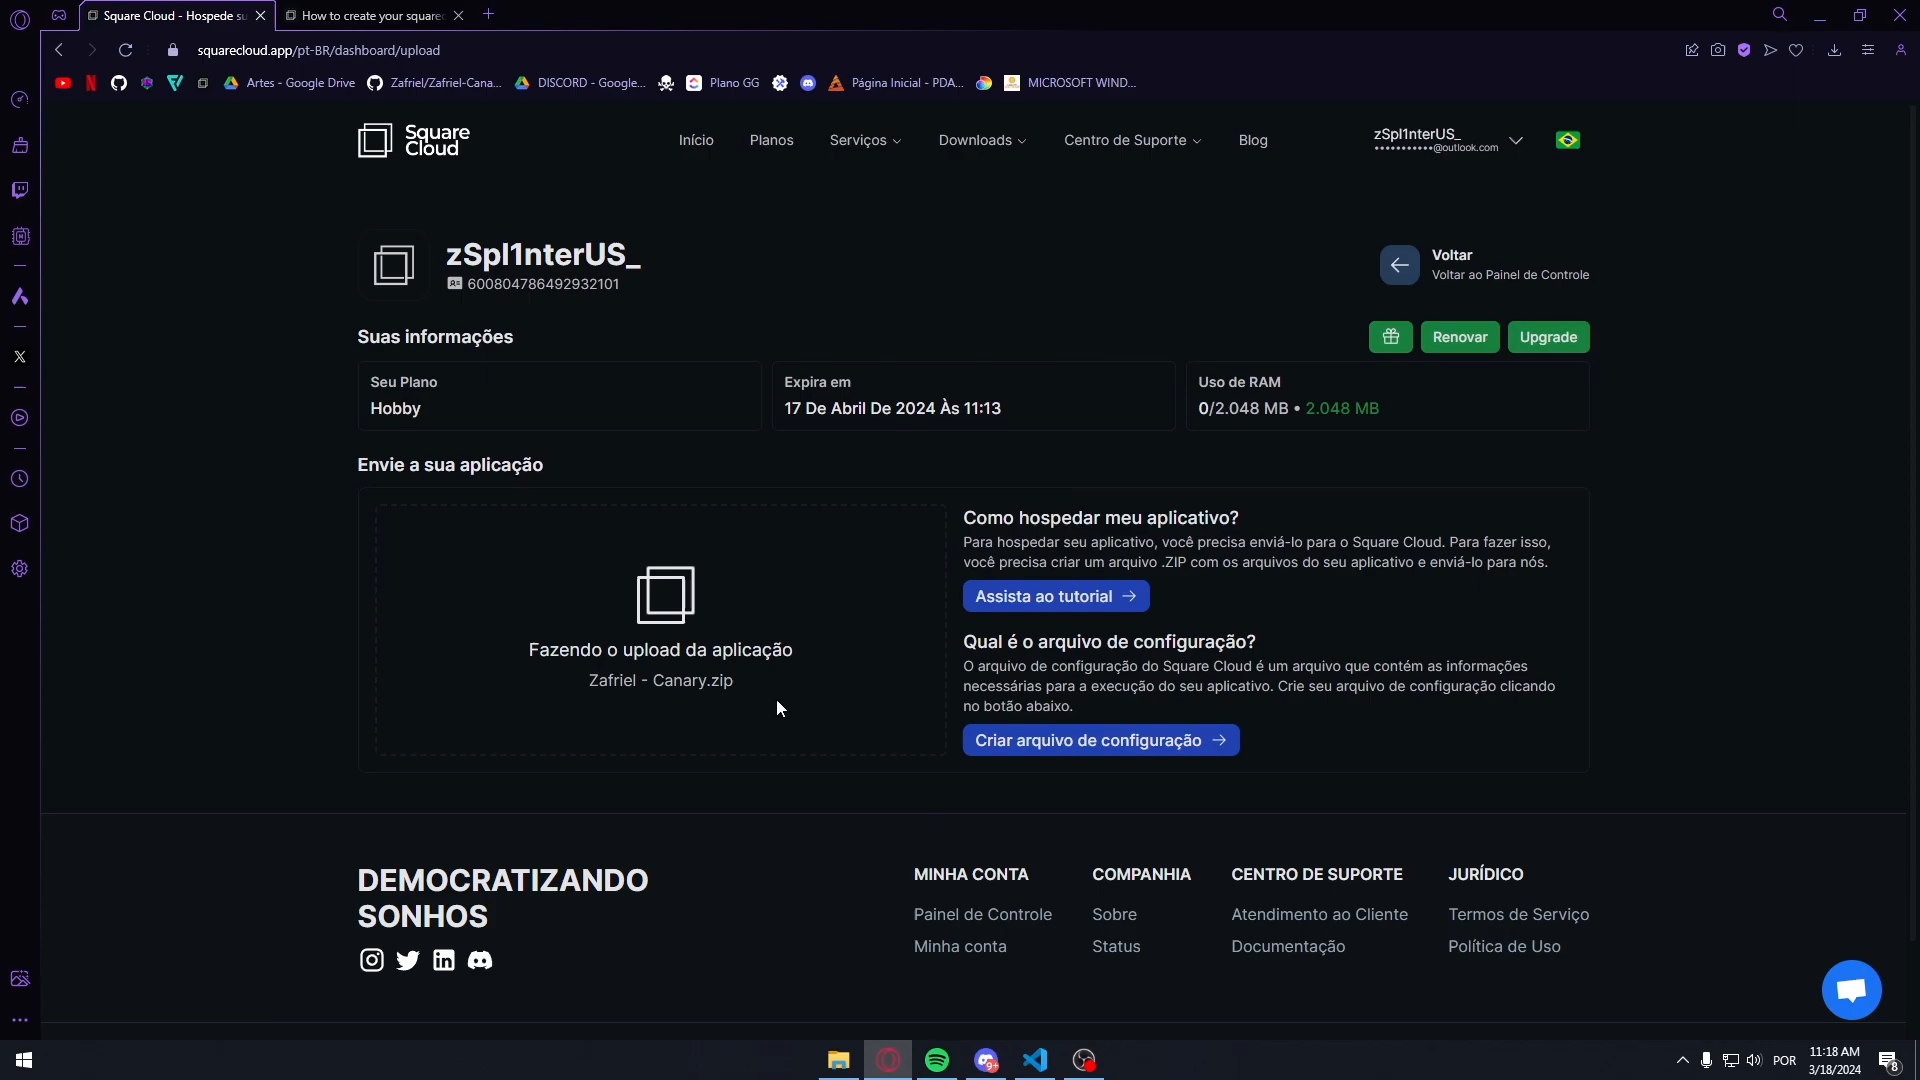 Square Cloud - Hospede su
How to create your squarec
squarecloud.app/pt-BR/dashboard/upload
Artes - Google Drive
Zafriel/Zafriel-Cana...
DISCORD - Google...
Plano GG
Página Inicial - PDA...
MICROSOFT WIND...
Square
Cloud
Início
Planos
Serviços
Downloads
Centro de Suporte
Blog
zSpl1nterUS_
•••••••••••@outlook.com
zSpl1nterUS_
600804786492932101
Voltar
Voltar ao Painel de Controle
Suas informações
Renovar
Upgrade
Seu Plano
Hobby
Expira em
17 De Abril De 2024 Às 11:13
Uso de RAM
0/2.048 MB • 2.048 MB
Envie a sua aplicação
Fazendo o upload da aplicação
Zafriel - Canary.zip
Como hospedar meu aplicativo?
Para hospedar seu aplicativo, você precisa enviá-lo para o Square Cloud. Para fazer isso,
você precisa criar um arquivo .ZIP com os arquivos do seu aplicativo e enviá-lo para nós.
Assista ao tutorial →
Qual é o arquivo de configuração?
O arquivo de configuração do Square Cloud é um arquivo que contém as informações
necessárias para a execução do seu aplicativo. Crie seu arquivo de configuração clicando
no botão abaixo.
Criar arquivo de configuração →
DEMOCRATIZANDO
SONHOS
MINHA CONTA
Painel de Controle
Minha conta
COMPANHIA
Sobre
Status
CENTRO DE SUPORTE
Atendimento ao Cliente
Documentação
JURÍDICO
Termos de Serviço
Política de Uso
9+
POR
11:18 AM
3/18/2024
8